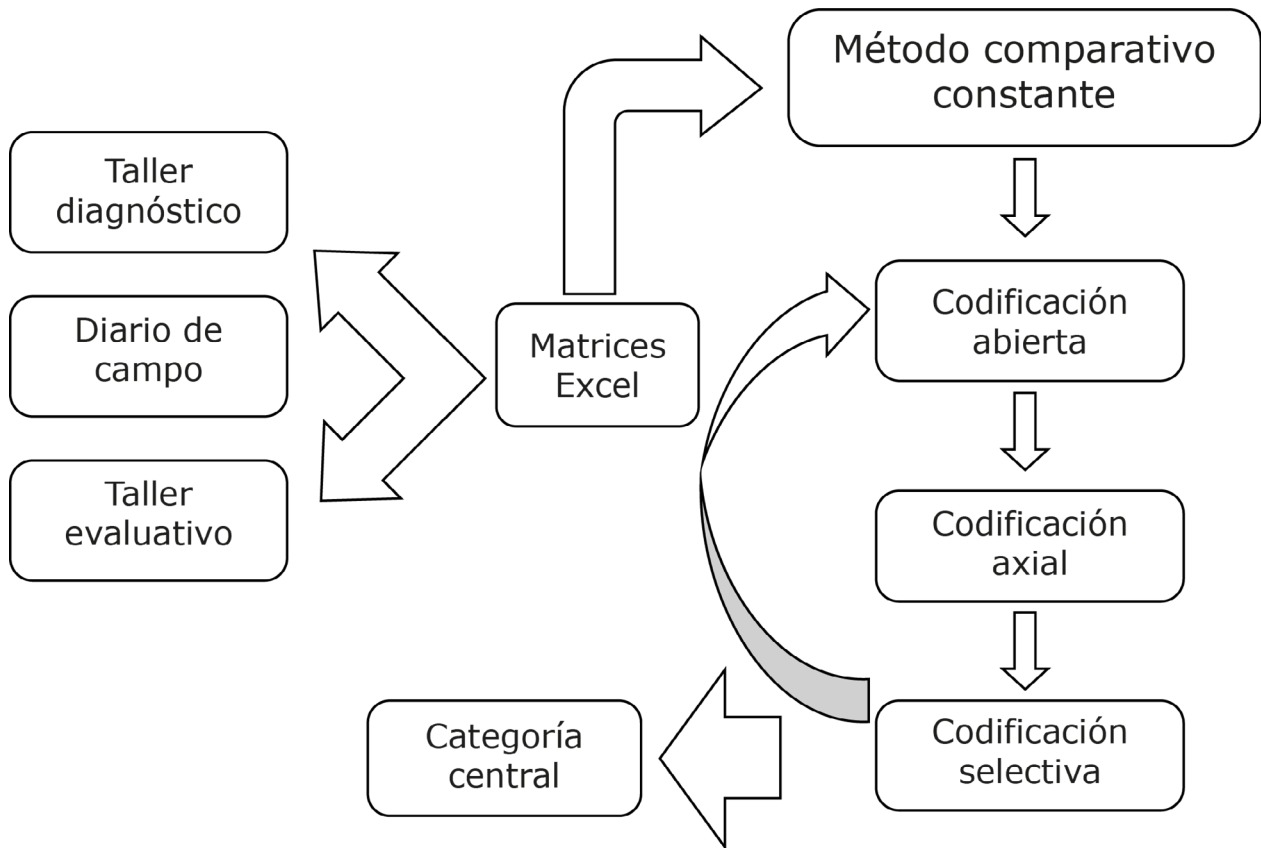 Método comparativo
constante
Taller
diagnóstico
Diario de
campo
Taller
evaluativo
Matrices
Excel
Codificación
abierta
Codificación
axial
Codificación
selectiva
Categoría
central